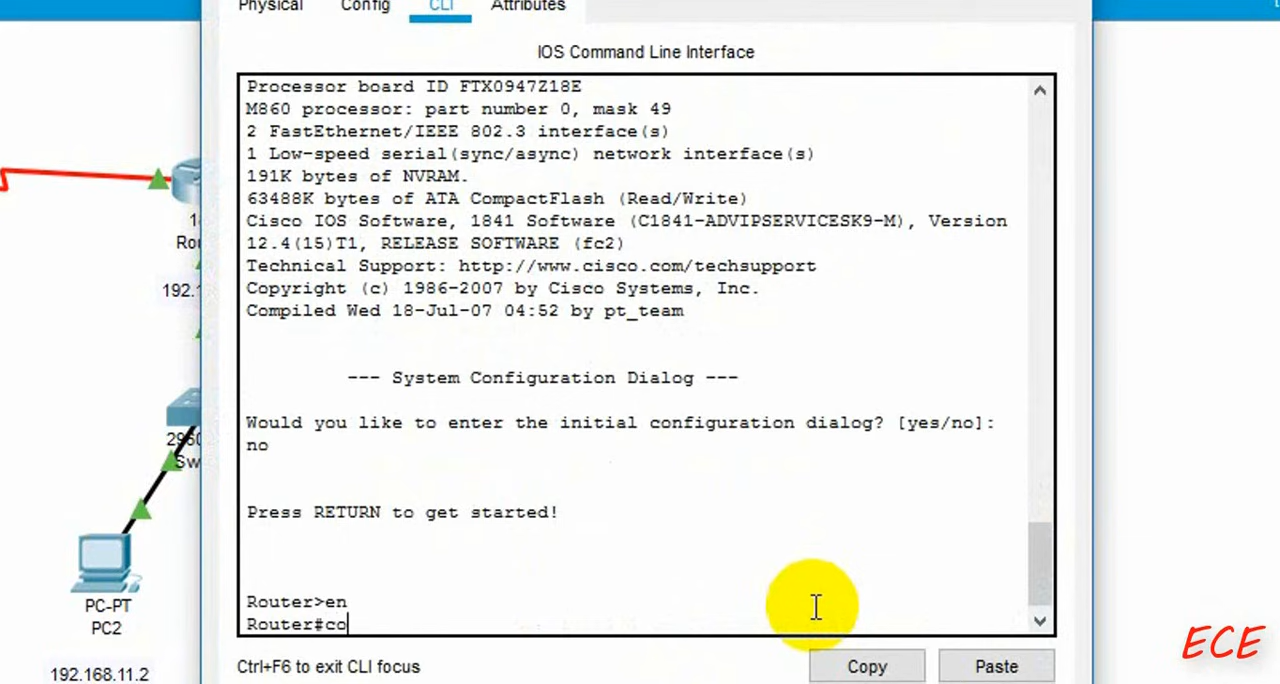 Physical Config CLI Attributes
IOS Command Line Interface
Processor board ID FTX0947Z18E
M860 processor: part number 0, mask 49
2 FastEthernet/IEEE 802.3 interface(s)
1 Low-speed serial(sync/async) network interface(s)
191K bytes of NVRAM.
63488K bytes of ATA CompactFlash (Read/Write)
Cisco IOS Software, 1841 Software (C1841-ADVIPSERVICESK9-M), Version
12.4(15)T1, RELEASE SOFTWARE (fc2)
Technical Support: http://www.cisco.com/techsupport
Copyright (c) 1986-2007 by Cisco Systems, Inc.
Compiled Wed 18-Jul-07 04:52 by pt_team
--- System Configuration Dialog ---
Would you like to enter the initial configuration dialog? [yes/no]:
no
Press RETURN to get started!
Router>en
Router#co
Ctrl+F6 to exit CLI focus
Copy
Paste
18
Rou
192.1
2960
Sw
PC-PT
PC2
192.168.11.2
ECE